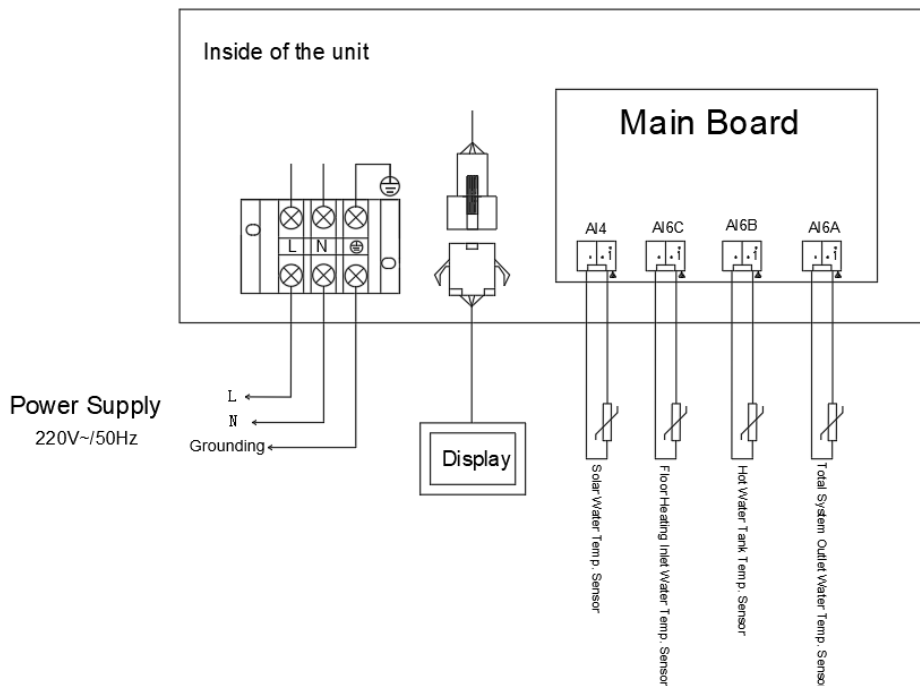 Inside of the unit
Main Board
AI4
AI6C
AI6B
AI6A
L N
L
N
Grounding
Power Supply
220V~/50Hz
Display
Solar Water Temp. Sensor
Floor Heating Inlet Water Temp. Sensor
Hot Water Tank Temp. Sensor
Total System Outlet Water Temp. Senso